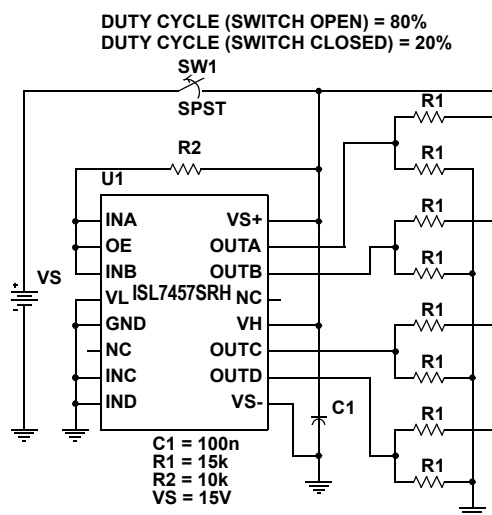 DUTY CYCLE (SWITCH OPEN) = 80%
DUTY CYCLE (SWITCH CLOSED) = 20%
SW1
SPST
R1
R2
R1
U1
R1
INA
VS+
OE
OUTA
R1
INB
OUTB
VS
VL
ISL7457SRH
NC
R1
GND
VH
NC
OUTC
R1
INC
OUTD
IND
VS-
C1
R1
C1 = 100n
R1 = 15k
R1
R2 = 10k
VS = 15V